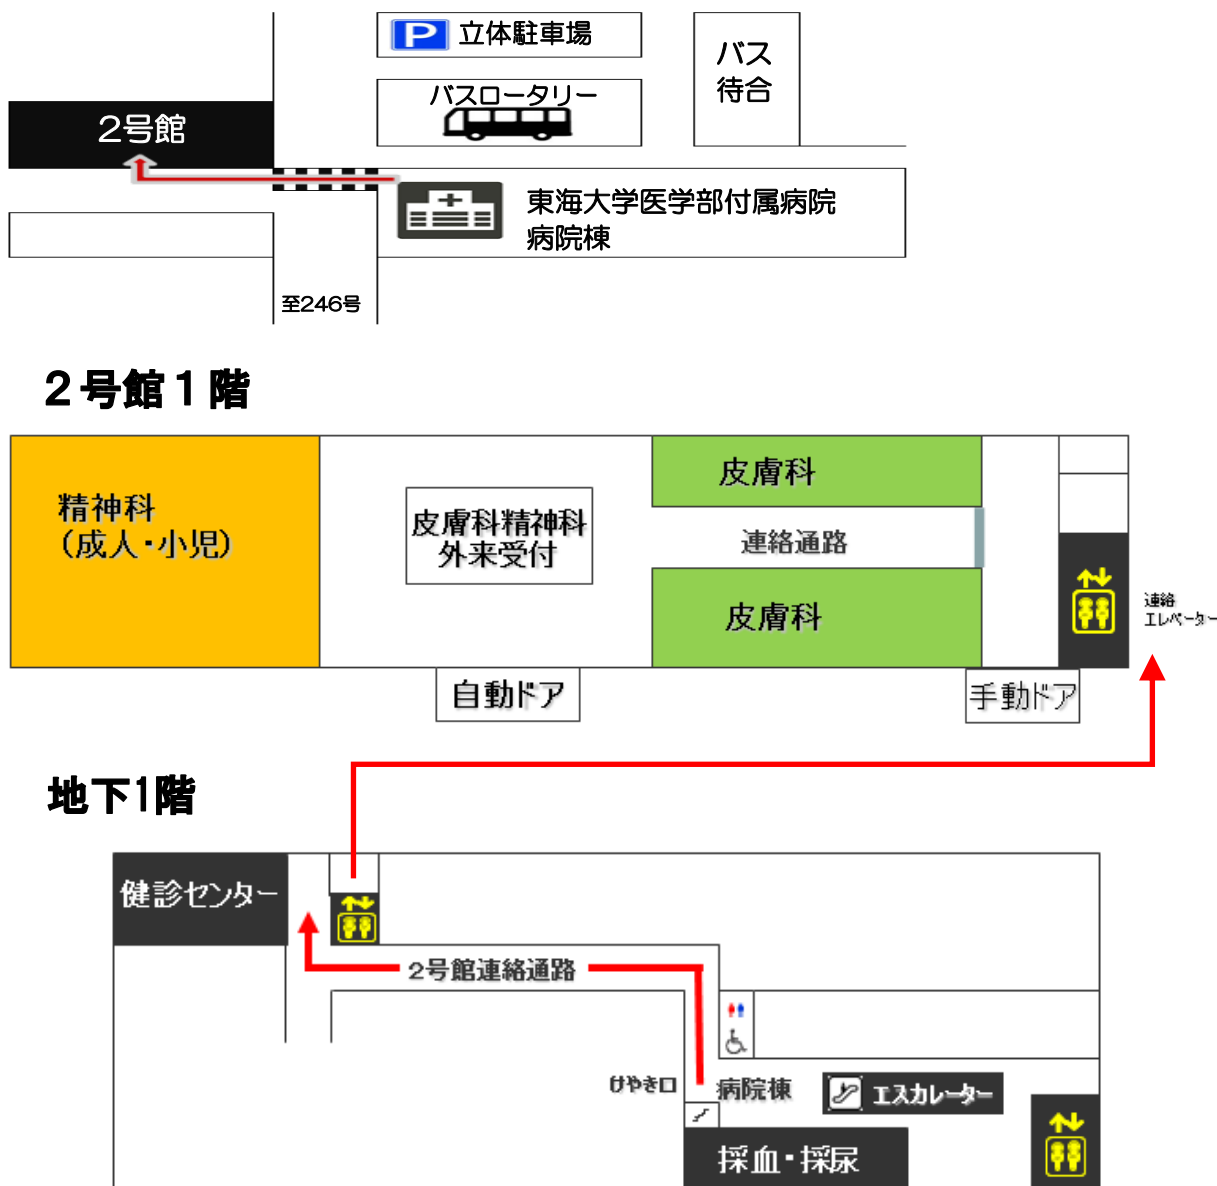 P 立体駐車場
バス
待合
バスロータリー
2号館
東海大学医学部付属病院
病院棟
至246号
２号館１階
精神科
（成人・小児）
皮膚科精神科
外来受付
皮膚科
連絡通路
皮膚科
連絡
エレベーター
自動ドア
手動ドア
地下1階
健診センター
2号館連絡通路
けやき口
病院棟
エスカレーター
採血・採尿